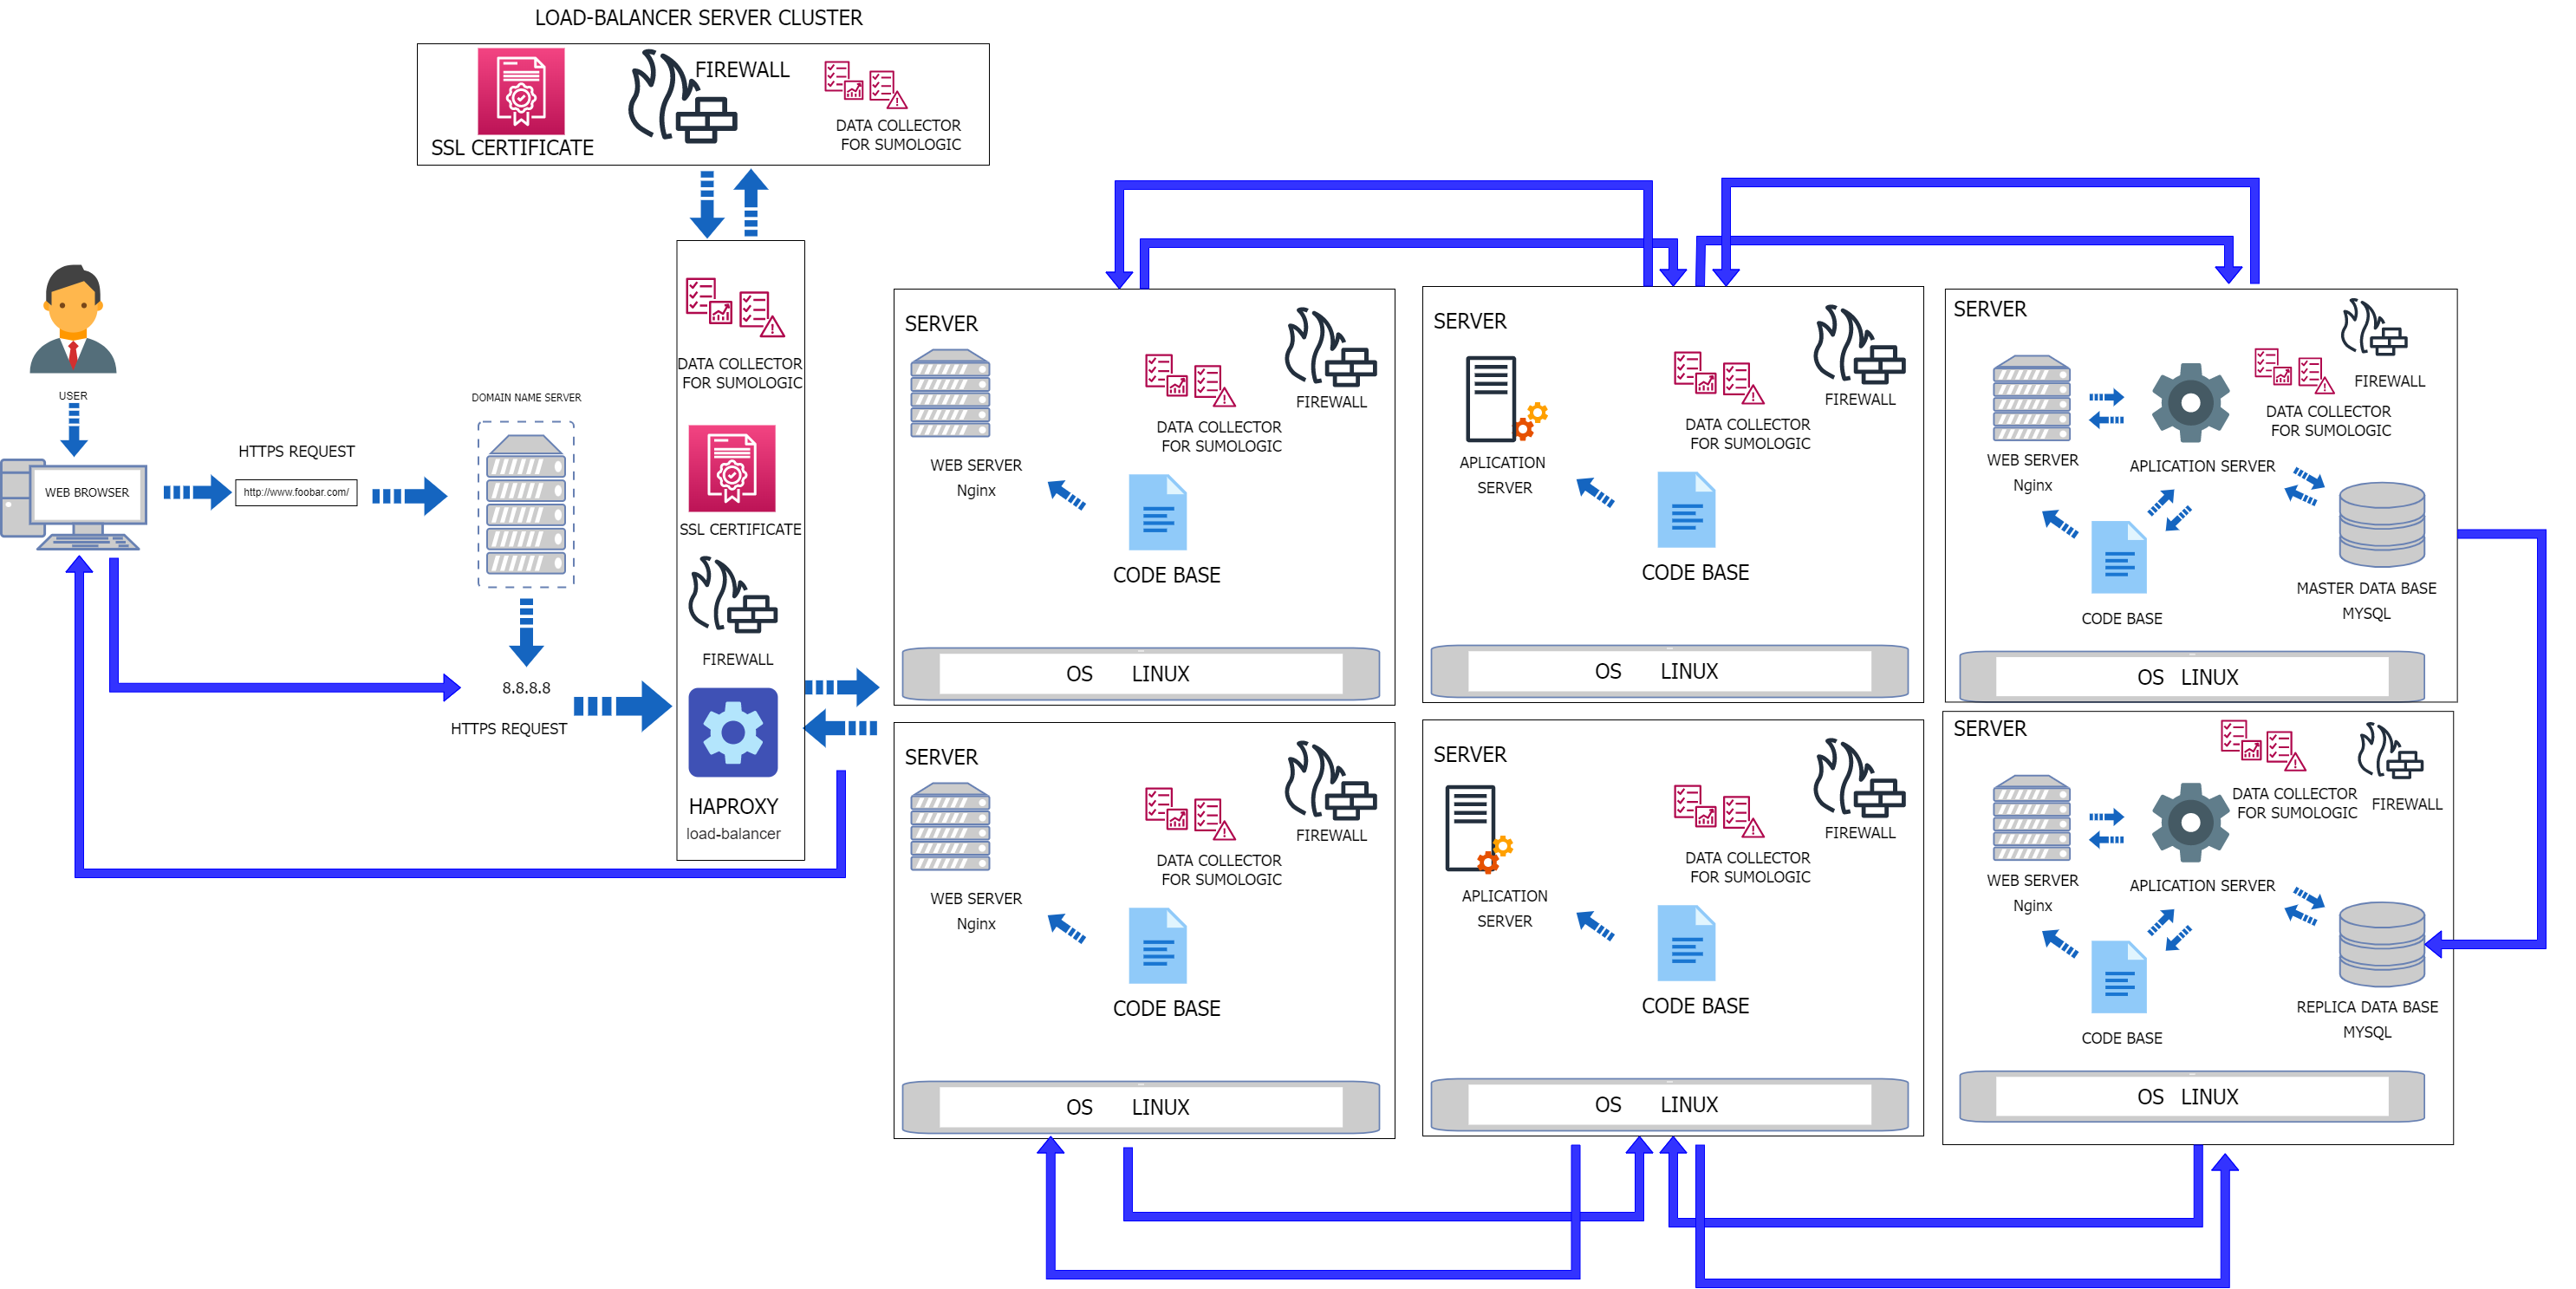 LOAD-BALANCER SERVER CLUSTER
FIREWALL
SSL CERTIFICATE
DATA COLLECTOR
FOR SUMOLOGIC
USER
WEB BROWSER
HTTPS REQUEST
http://www.foobar.com/
DOMAIN NAME SERVER
8.8.8.8
HTTPS REQUEST
DATA COLLECTOR
FOR SUMOLOGIC
SSL CERTIFICATE
FIREWALL
HAPROXY
load-balancer
SERVER
FIREWALL
DATA COLLECTOR
FOR SUMOLOGIC
WEB SERVER
Nginx
CODE BASE
OS LINUX
SERVER
FIREWALL
DATA COLLECTOR
FOR SUMOLOGIC
APLICATION
SERVER
CODE BASE
OS LINUX
SERVER
FIREWALL
DATA COLLECTOR
FOR SUMOLOGIC
WEB SERVER
Nginx
APLICATION SERVER
MASTER DATA BASE
MYSQL
CODE BASE
OS LINUX
SERVER
FIREWALL
DATA COLLECTOR
FOR SUMOLOGIC
WEB SERVER
Nginx
CODE BASE
OS LINUX
SERVER
FIREWALL
DATA COLLECTOR
FOR SUMOLOGIC
APLICATION
SERVER
CODE BASE
OS LINUX
SERVER
DATA COLLECTOR
FOR SUMOLOGIC
FIREWALL
WEB SERVER
Nginx
APLICATION SERVER
REPLICA DATA BASE
MYSQL
CODE BASE
OS LINUX